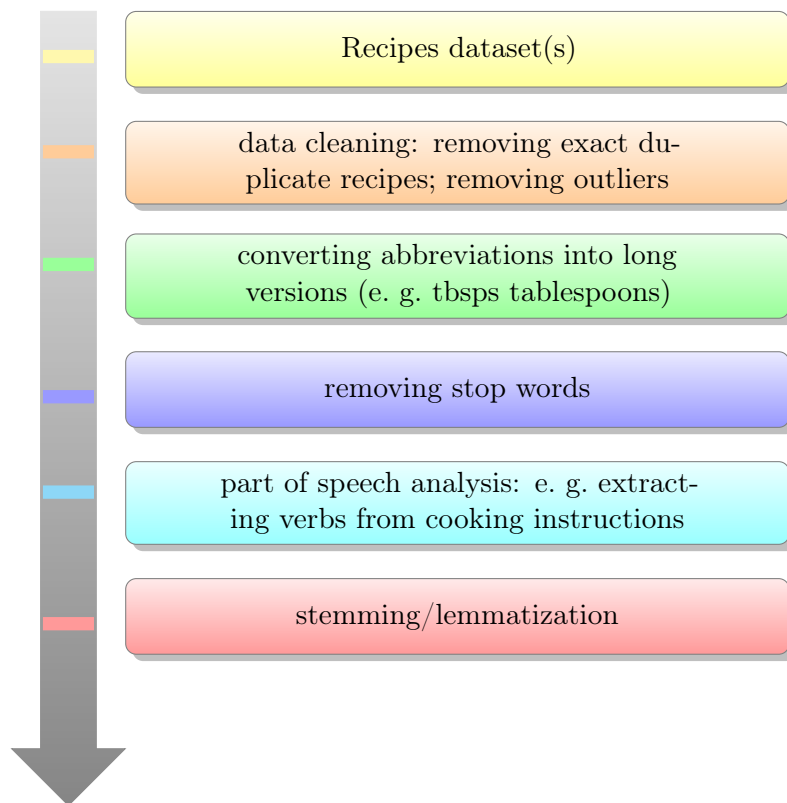 Recipes dataset(s)
data cleaning: removing exact du-
plicate recipes; removing outliers
converting abbreviations into long
versions (e. g. tbsps tablespoons)
removing stop words
part of speech analysis: e. g. extract-
ing verbs from cooking instructions
stemming/lemmatization